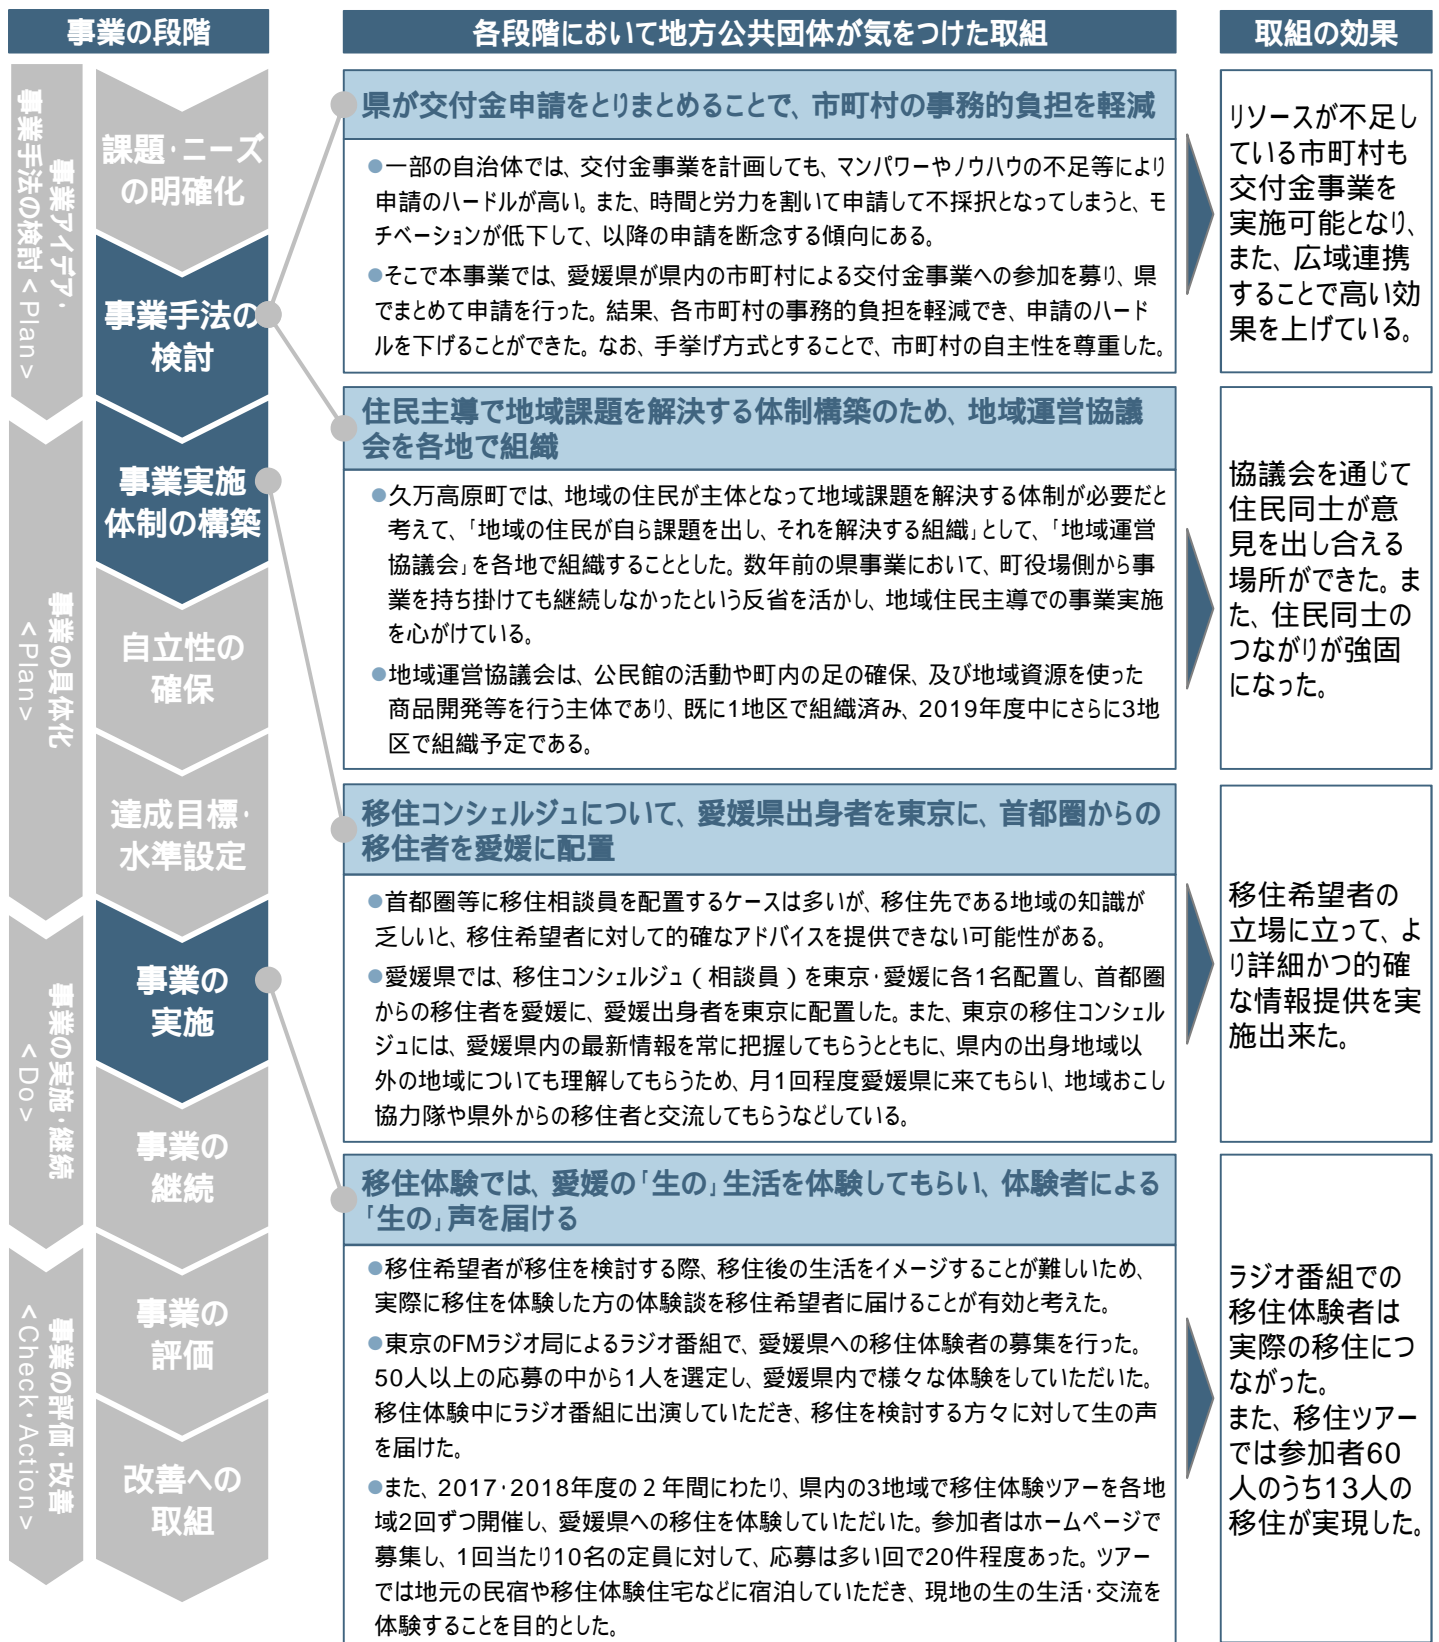 事業の段階
各段階において地方公共団体が気をつけた取組
取組の効果
事業アイデア・
事業手法の検討<Plan>
事業の具体化
<Plan>
事業の実施・継続
<Do>
事業の評価・改善
<Check・Action>
課題・ニーズ
の明確化
事業手法の
検討
事業実施
体制の構築
自立性の
確保
達成目標・
水準設定
事業の
実施
事業の
継続
事業の
評価
改善への
取組
県が交付金申請をとりまとめることで、市町村の事務的負担を軽減
●一部の自治体では、交付金事業を計画しても、マンパワーやノウハウの不足等により
申請のハードルが高い。また、時間と労力を割いて申請して不採択となってしまうと、モ
チベーションが低下して、以降の申請を断念する傾向にある。
●そこで本事業では、愛媛県が県内の市町村による交付金事業への参加を募り、県
でまとめて申請を行った。結果、各市町村の事務的負担を軽減でき、申請のハード
ルを下げることができた。なお、手挙げ方式とすることで、市町村の自主性を尊重した。
リソースが不足し
ている市町村も
交付金事業を
実施可能となり、
また、広域連携
することで高い効
果を上げている。
住民主導で地域課題を解決する体制構築のため、地域運営協議
会を各地で組織
●久万高原町では、地域の住民が主体となって地域課題を解決する体制が必要だと
考えて、「地域の住民が自ら課題を出し、それを解決する組織」として、「地域運営
協議会」を各地で組織することとした。数年前の県事業において、町役場側から事
業を持ち掛けても継続しなかったという反省を活かし、地域住民主導での事業実施
を心がけている。
●地域運営協議会は、公民館の活動や町内の足の確保、及び地域資源を使った
商品開発等を行う主体であり、既に1地区で組織済み、2019年度中にさらに3地
区で組織予定である。
協議会を通じて
住民同士が意
見を出し合える
場所ができた。ま
た、住民同士の
つながりが強固
になった。
移住コンシェルジュについて、愛媛県出身者を東京に、首都圏からの
移住者を愛媛に配置
●首都圏等に移住相談員を配置するケースは多いが、移住先である地域の知識が
乏しいと、移住希望者に対して的確なアドバイスを提供できない可能性がある。
●愛媛県では、移住コンシェルジュ(相談員)を東京・愛媛に各1名配置し、首都圏
からの移住者を愛媛に、愛媛出身者を東京に配置した。また、東京の移住コンシェル
ジュには、愛媛県内の最新情報を常に把握してもらうとともに、県内の出身地域以
外の地域についても理解してもらうため、月1回程度愛媛県に来てもらい、地域おこし
協力隊や県外からの移住者と交流してもらうなどしている。
移住希望者の
立場に立って、よ
り詳細かつ的確
な情報提供を実
施出来た。
移住体験では、愛媛の「生の」生活を体験してもらい、体験者による
「生の」声を届ける
●移住希望者が移住を検討する際、移住後の生活をイメージすることが難しいため、
実際に移住を体験した方の体験談を移住希望者に届けることが有効と考えた。
●東京のFMラジオ局によるラジオ番組で、愛媛県への移住体験者の募集を行った。
50人以上の応募の中から1人を選定し、愛媛県内で様々な体験をしていただいた。
移住体験中にラジオ番組に出演していただき、移住を検討する方々に対して生の声
を届けた。
●また、2017・2018年度の2年間にわたり、県内の3地域で移住体験ツアーを各地
域2回ずつ開催し、愛媛県への移住を体験していただいた。参加者はホームページで
募集し、1回当たり10名の定員に対して、応募は多い回で20件程度あった。ツアー
では地元の民宿や移住体験住宅などに宿泊していただき、現地の生の生活・交流を
体験することを目的とした。
ラジオ番組での
移住体験者は
実際の移住につ
ながった。
また、移住ツアー
では参加者60
人のうち13人の
移住が実現した。